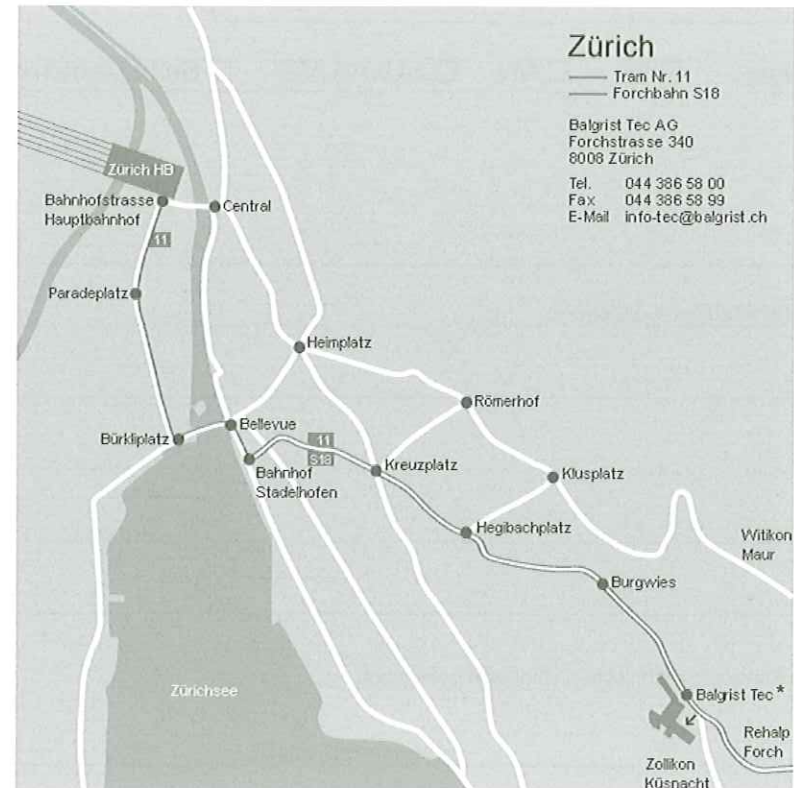 Zürich
Tram Nr. 11
Forchbahn S18
Balgrist Tec AG
Forchstrasse 340
8008 Zürich
Tel. 044 386 58 00
Fax 044 386 58 99
E-Mail info-tec@balgrist.ch
Zürich HB
Bahnhofstrasse
Hauptbahnhof
Central
11
Paradeplatz
Heimplatz
Römerhof
Bellevue
Bürkliplatz
11
S18
Bahnhof
Stadelhofen
Kreuzplatz
Klusplatz
Hegibachplatz
Witikon
Maur
Burgwies
Zürichsee
Balgrist Tec *
Rehalp
Forch
Zollikon
Küsnacht